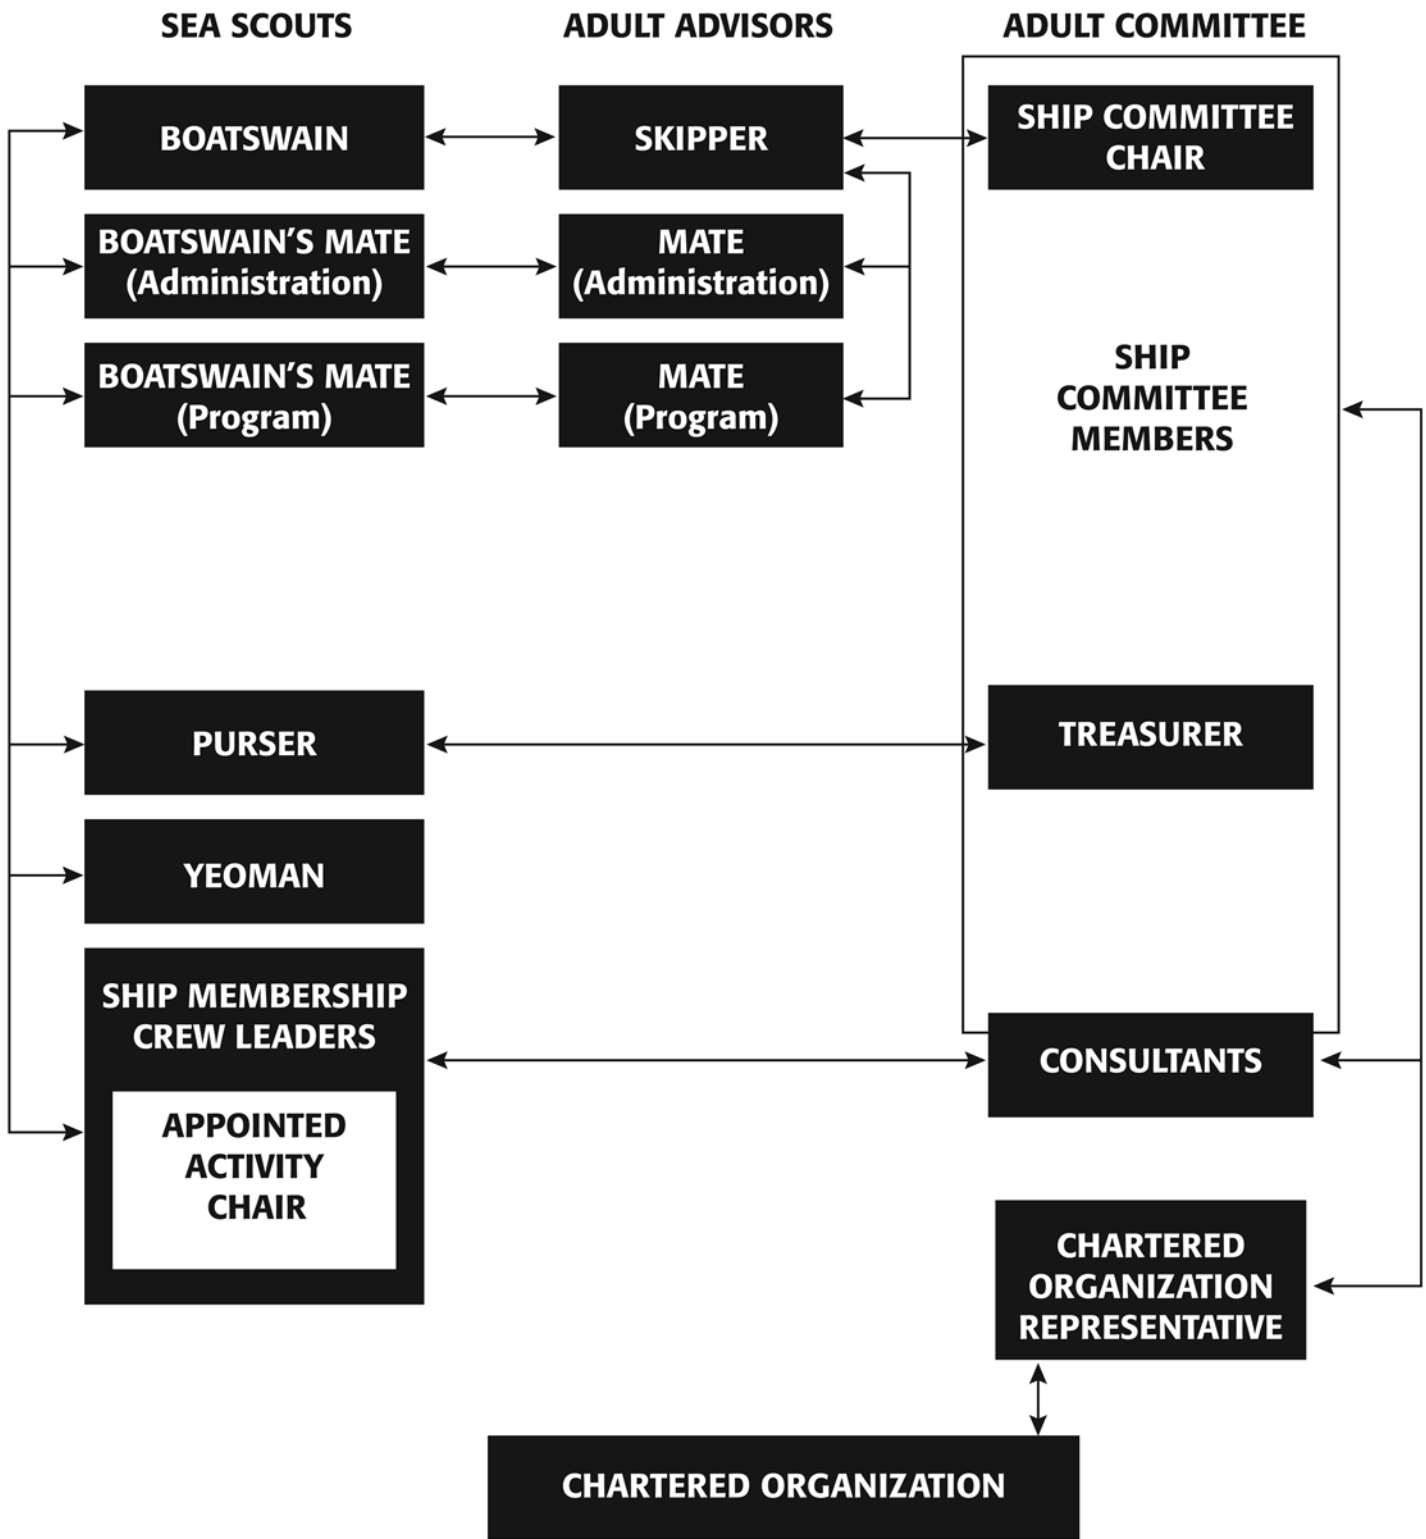 SEA SCOUTS
ADULT ADVISORS
ADULT COMMITTEE
BOATSWAIN
SKIPPER
SHIP COMMITTEE
CHAIR
BOATSWAIN’S MATE
(Administration)
MATE
(Administration)
BOATSWAIN’S MATE
(Program)
MATE
(Program)
SHIP
COMMITTEE
MEMBERS
PURSER
TREASURER
YEOMAN
SHIP MEMBERSHIP
CREW LEADERS
APPOINTED
ACTIVITY
CHAIR
CONSULTANTS
CHARTERED
ORGANIZATION
REPRESENTATIVE
CHARTERED ORGANIZATION